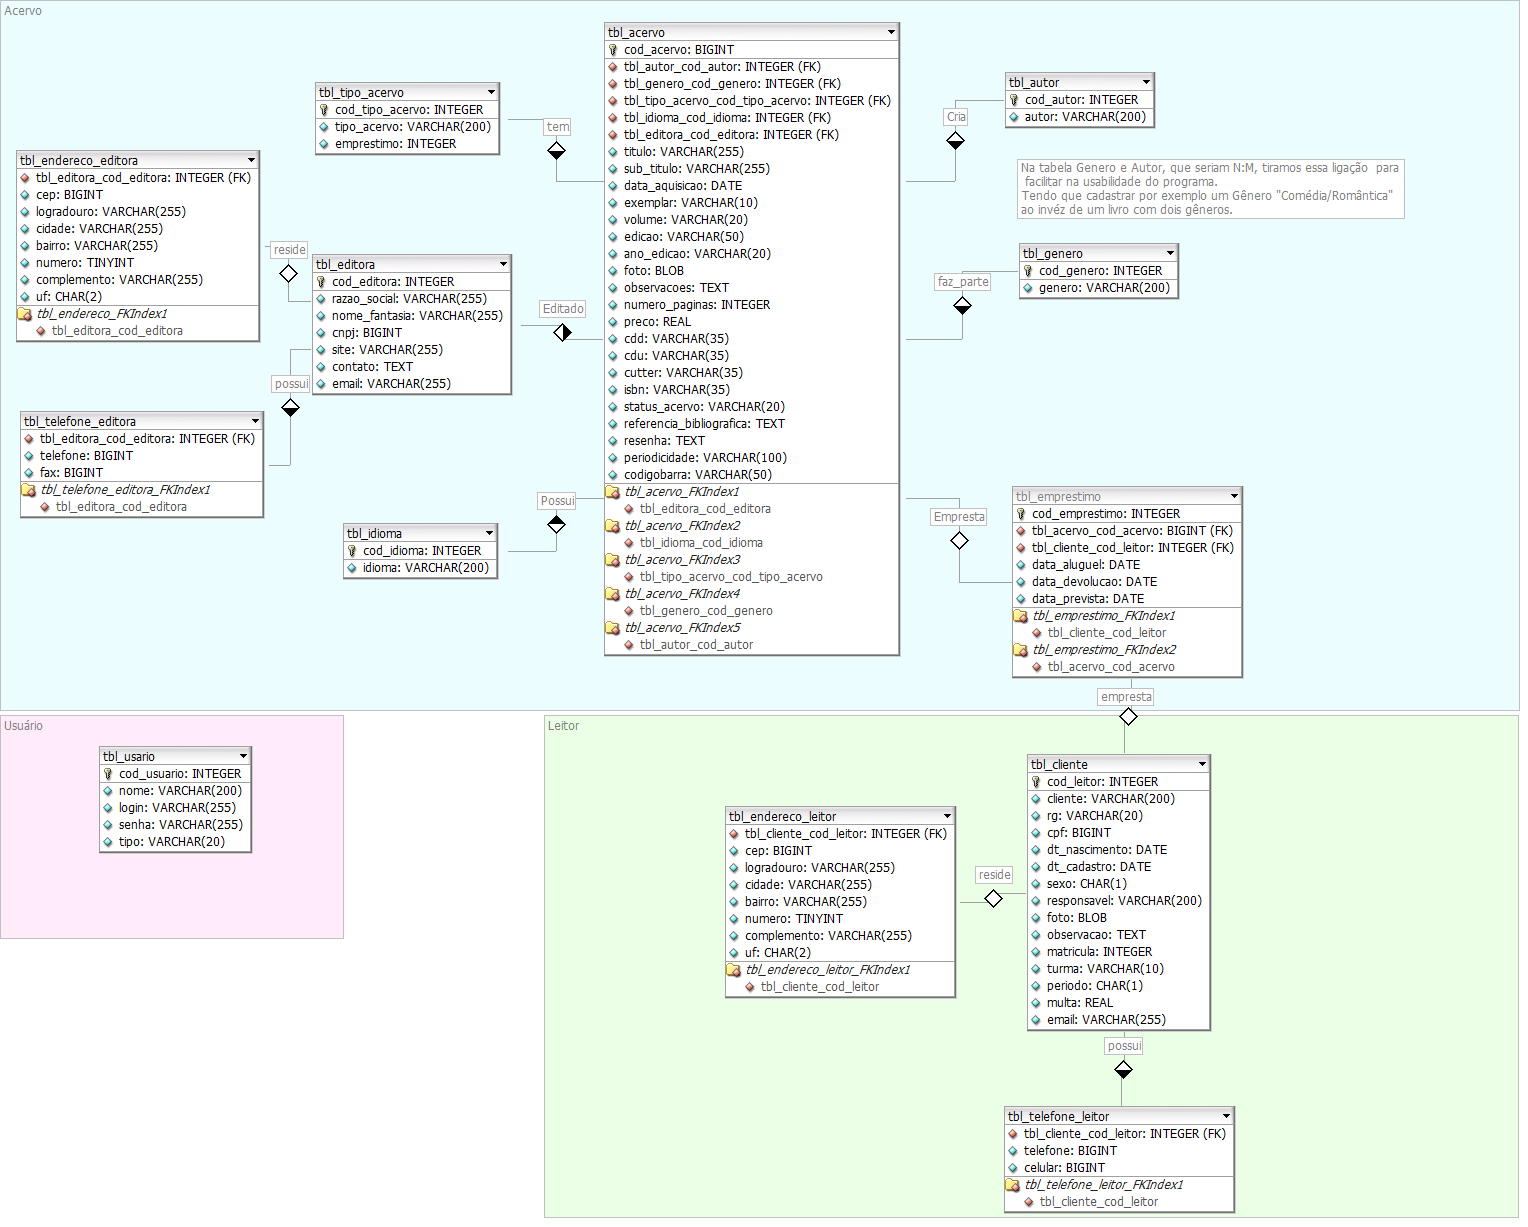 Acervo
tbl_acervo
cod_acervo: BIGINT
tbl_autor_cod_autor: INTEGER (FK)
tbl_genero_cod_genero: INTEGER (FK)
tbl_tipo_acervo_cod_tipo_acervo: INTEGER (FK)
tbl_idioma_cod_idioma: INTEGER (FK)
tbl_editora_cod_editora: INTEGER (FK)
titulo: VARCHAR(255)
sub_titulo: VARCHAR(255)
data_aquisicao: DATE
exemplar: VARCHAR(10)
volume: VARCHAR(20)
edicao: VARCHAR(50)
ano_edicao: VARCHAR(20)
foto: BLOB
observacoes: TEXT
numero_paginas: INTEGER
preco: REAL
cdd: VARCHAR(35)
cdu: VARCHAR(35)
cutter: VARCHAR(35)
isbn: VARCHAR(35)
status_acervo: VARCHAR(20)
referencia_bibliografica: TEXT
resenha: TEXT
periodicidade: VARCHAR(100)
codigobarra: VARCHAR(50)
tbl_acervo_FKIndex1
tbl_editora_cod_editora
tbl_acervo_FKIndex2
tbl_idioma_cod_idioma
tbl_acervo_FKIndex3
tbl_tipo_acervo_cod_tipo_acervo
tbl_acervo_FKIndex4
tbl_genero_cod_genero
tbl_acervo_FKIndex5
tbl_autor_cod_autor
tbl_tipo_acervo
cod_tipo_acervo: INTEGER
tipo_acervo: VARCHAR(200)
emprestimo: INTEGER
tem
tbl_autor
cod_autor: INTEGER
autor: VARCHAR(200)
Cria
Na tabela Genero e Autor, que seriam N:M, tiramos essa ligação para
facilitar na usabilidade do programa.
Tendo que cadastrar por exemplo um Gênero "Comédia/Romântica"
ao invéz de um livro com dois gêneros.
tbl_endereco_editora
tbl_editora_cod_editora: INTEGER (FK)
cep: BIGINT
logradouro: VARCHAR(255)
cidade: VARCHAR(255)
bairro: VARCHAR(255)
numero: TINYINT
complemento: VARCHAR(255)
uf: CHAR(2)
tbl_endereco_FKIndex1
tbl_editora_cod_editora
reside
tbl_editora
cod_editora: INTEGER
razao_social: VARCHAR(255)
nome_fantasia: VARCHAR(255)
cnpj: BIGINT
site: VARCHAR(255)
contato: TEXT
email: VARCHAR(255)
Editado
possui
tbl_genero
cod_genero: INTEGER
genero: VARCHAR(200)
faz_parte
tbl_telefone_editora
tbl_editora_cod_editora: INTEGER (FK)
telefone: BIGINT
fax: BIGINT
tbl_telefone_editora_FKIndex1
tbl_editora_cod_editora
tbl_idioma
cod_idioma: INTEGER
idioma: VARCHAR(200)
Possui
Empresta
tbl_emprestimo
cod_emprestimo: INTEGER
tbl_acervo_cod_acervo: BIGINT (FK)
tbl_cliente_cod_leitor: INTEGER (FK)
data_aluguel: DATE
data_devolucao: DATE
data_prevista: DATE
tbl_emprestimo_FKIndex1
tbl_cliente_cod_leitor
tbl_emprestimo_FKIndex2
tbl_acervo_cod_acervo
empresta
Usuário
tbl_usario
cod_usuario: INTEGER
nome: VARCHAR(200)
login: VARCHAR(255)
senha: VARCHAR(255)
tipo: VARCHAR(20)
Leitor
tbl_cliente
cod_leitor: INTEGER
cliente: VARCHAR(200)
rg: VARCHAR(20)
cpf: BIGINT
dt_nascimento: DATE
dt_cadastro: DATE
sexo: CHAR(1)
responsavel: VARCHAR(200)
foto: BLOB
observacao: TEXT
matricula: INTEGER
turma: VARCHAR(10)
periodo: CHAR(1)
multa: REAL
email: VARCHAR(255)
tbl_endereco_leitor
tbl_cliente_cod_leitor: INTEGER (FK)
cep: BIGINT
logradouro: VARCHAR(255)
cidade: VARCHAR(255)
bairro: VARCHAR(255)
numero: TINYINT
complemento: VARCHAR(255)
uf: CHAR(2)
tbl_endereco_leitor_FKIndex1
tbl_cliente_cod_leitor
reside
possui
tbl_telefone_leitor
tbl_cliente_cod_leitor: INTEGER (FK)
telefone: BIGINT
celular: BIGINT
tbl_telefone_leitor_FKIndex1
tbl_cliente_cod_leitor